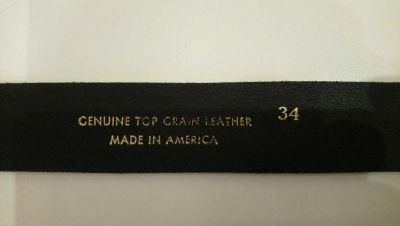 GENUINE TOP GRAIN LEATHER 34
MADE IN AMERICA